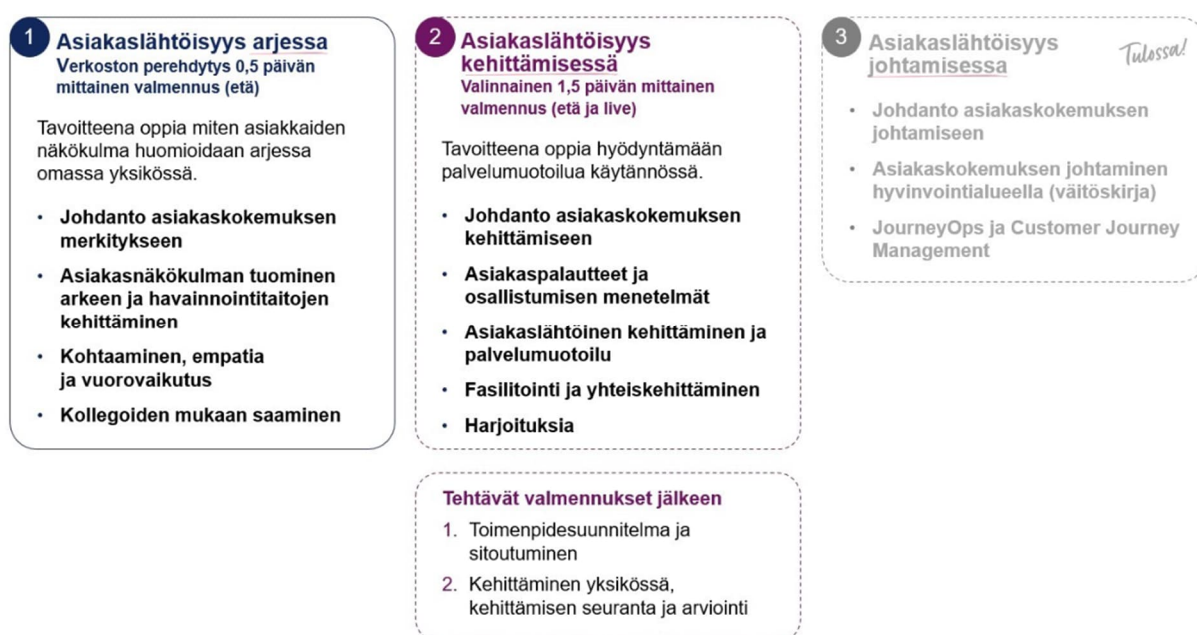 1
Asiakaslähtöisyys arjessa
Verkoston perehdytys 0,5 päivän
mittainen valmennus (etä)
Tavoitteena oppia miten asiakkaiden
näkökulma huomioidaan arjessa
omassa yksikössä.
• Johdanto asiakaskokemuksen
merkitykseen
• Asiakasnäkökulman tuominen
arkeen ja havainnointitaitojen
kehittäminen
• Kohtaaminen, empatia
ja vuorovaikutus
• Kollegoiden mukaan saaminen
2
Asiakaslähtöisyys
kehittämisessä
Valinnainen 1,5 päivän mittainen
valmennus (etä ja live)
Tavoitteena oppia hyödyntämään
palvelumuotoilua käytännössä.
• Johdanto asiakaskokemuksen
kehittämiseen
• Asiakaspalautteet ja
osallistumisen menetelmät
• Asiakaslähtöinen kehittäminen ja
palvelumuotoilu
• Fasilitointi ja yhteiskehittäminen
• Harjoituksia
Tehtävät valmennukset jälkeen
1. Toimenpidesuunnitelma ja
sitoutuminen
2. Kehittäminen yksikössä,
kehittämisen seuranta ja arviointi
3
Asiakaslähtöisyys
johtamisessa
Tulossa!
• Johdanto asiakaskokemuksen
johtamiseen
• Asiakaskokemuksen johtaminen
hyvinvointialueella (väitöskirja)
• JourneyOps ja Customer Journey
Management